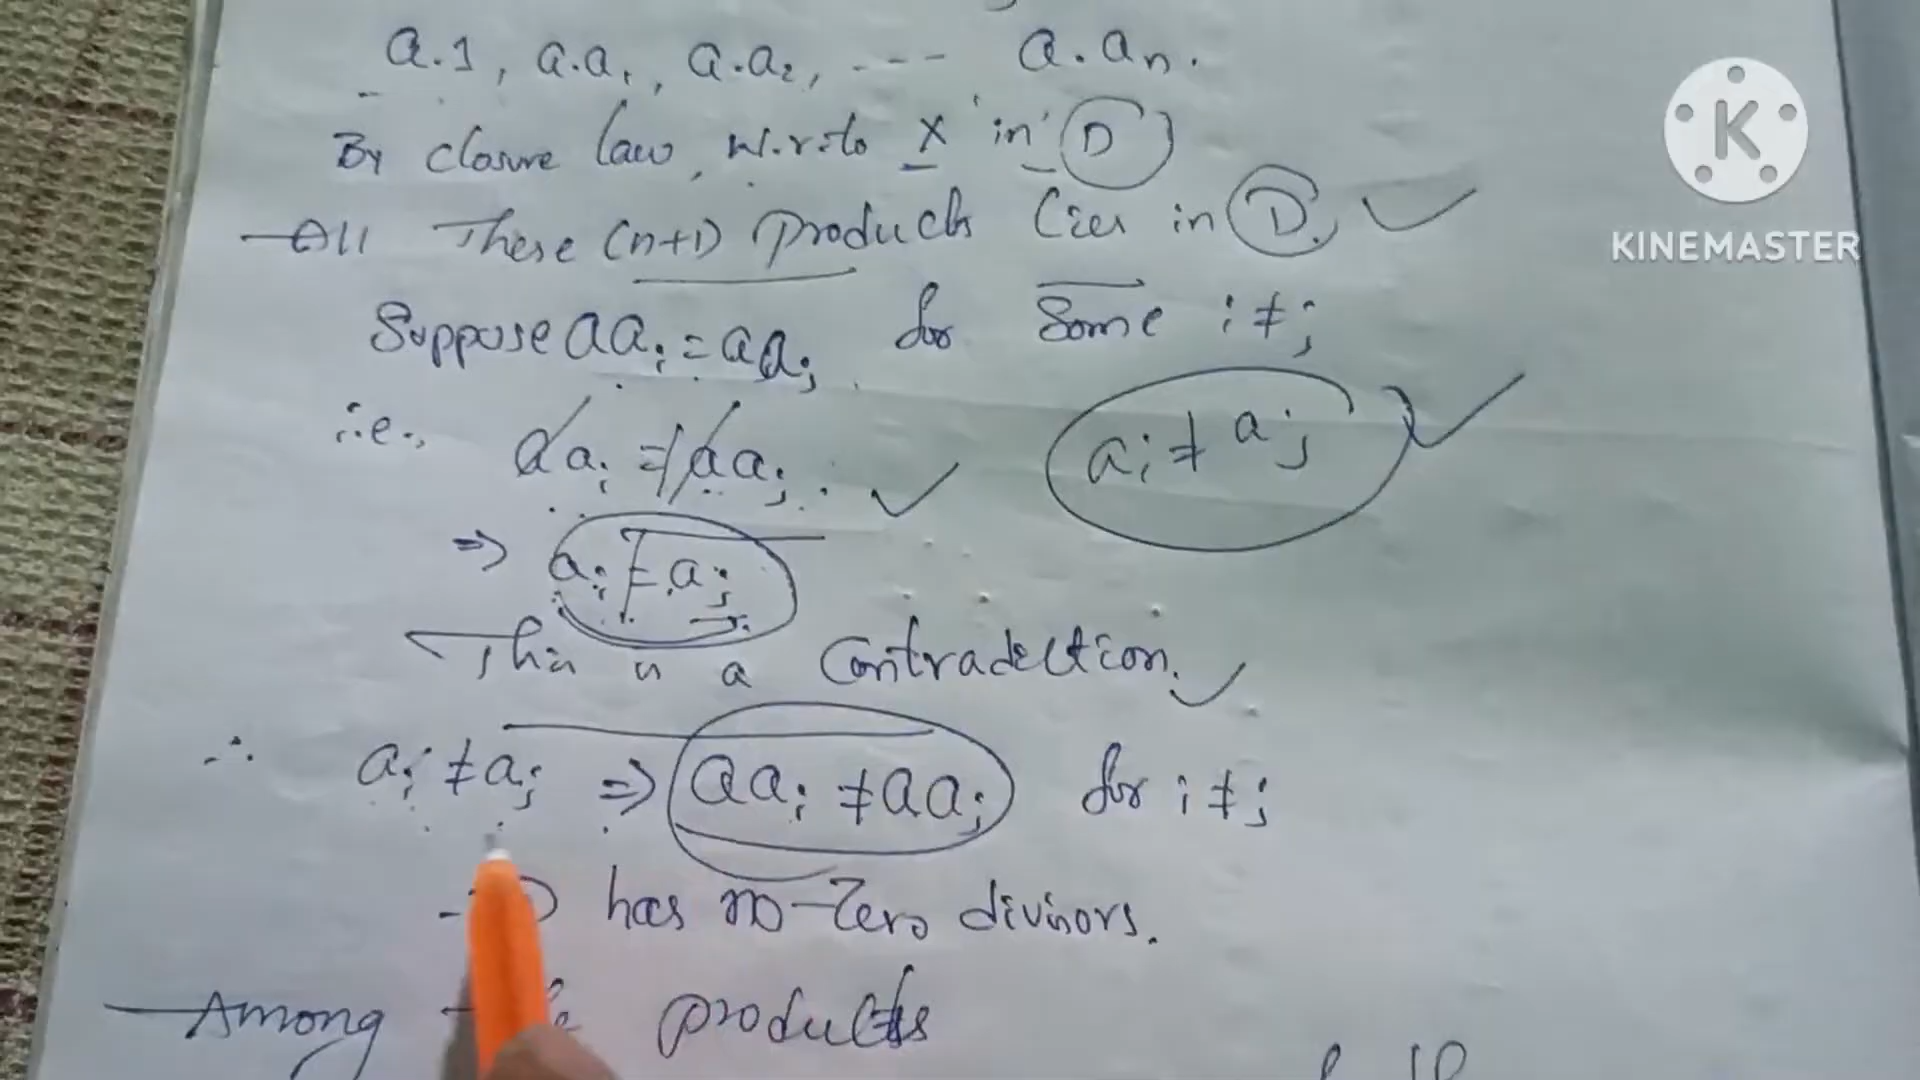 a.1, a.a₁, a.a₂, --- a.aₙ.
By closure law, w.r.to X 'in' D
All These (n+1) products lies in D.
Suppose aaᵢ = aaⱼ for some i ≠ j
i.e., aaᵢ = aaⱼ.
aᵢ ≠ aⱼ
⇒ aᵢ = aⱼ
This is a Contradiction.
∴ aᵢ ≠ aⱼ ⇒ aaᵢ ≠ aaⱼ for i ≠ j
has no-Zero divisors.
Among products
K
KINEMASTER